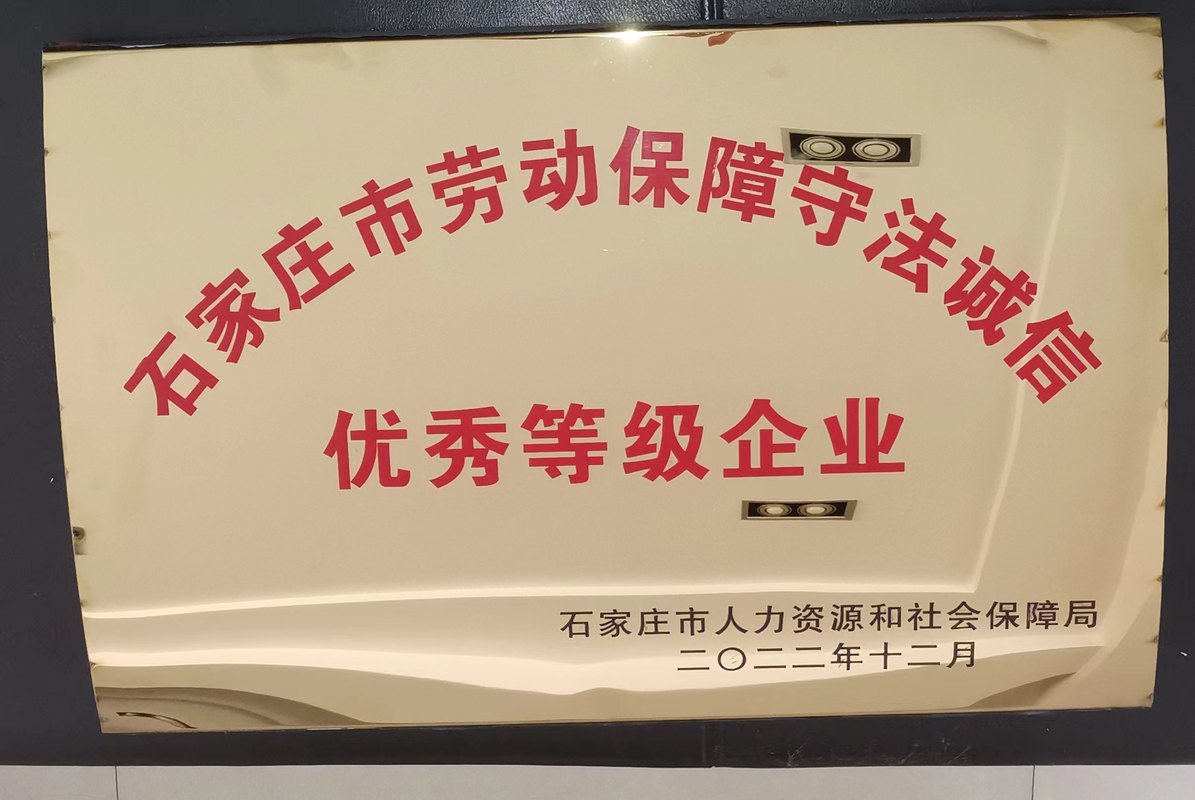 石家庄市劳动保障守法诚信
优秀等级企业
石家庄市人力资源和社会保障局
二〇二二年十二月